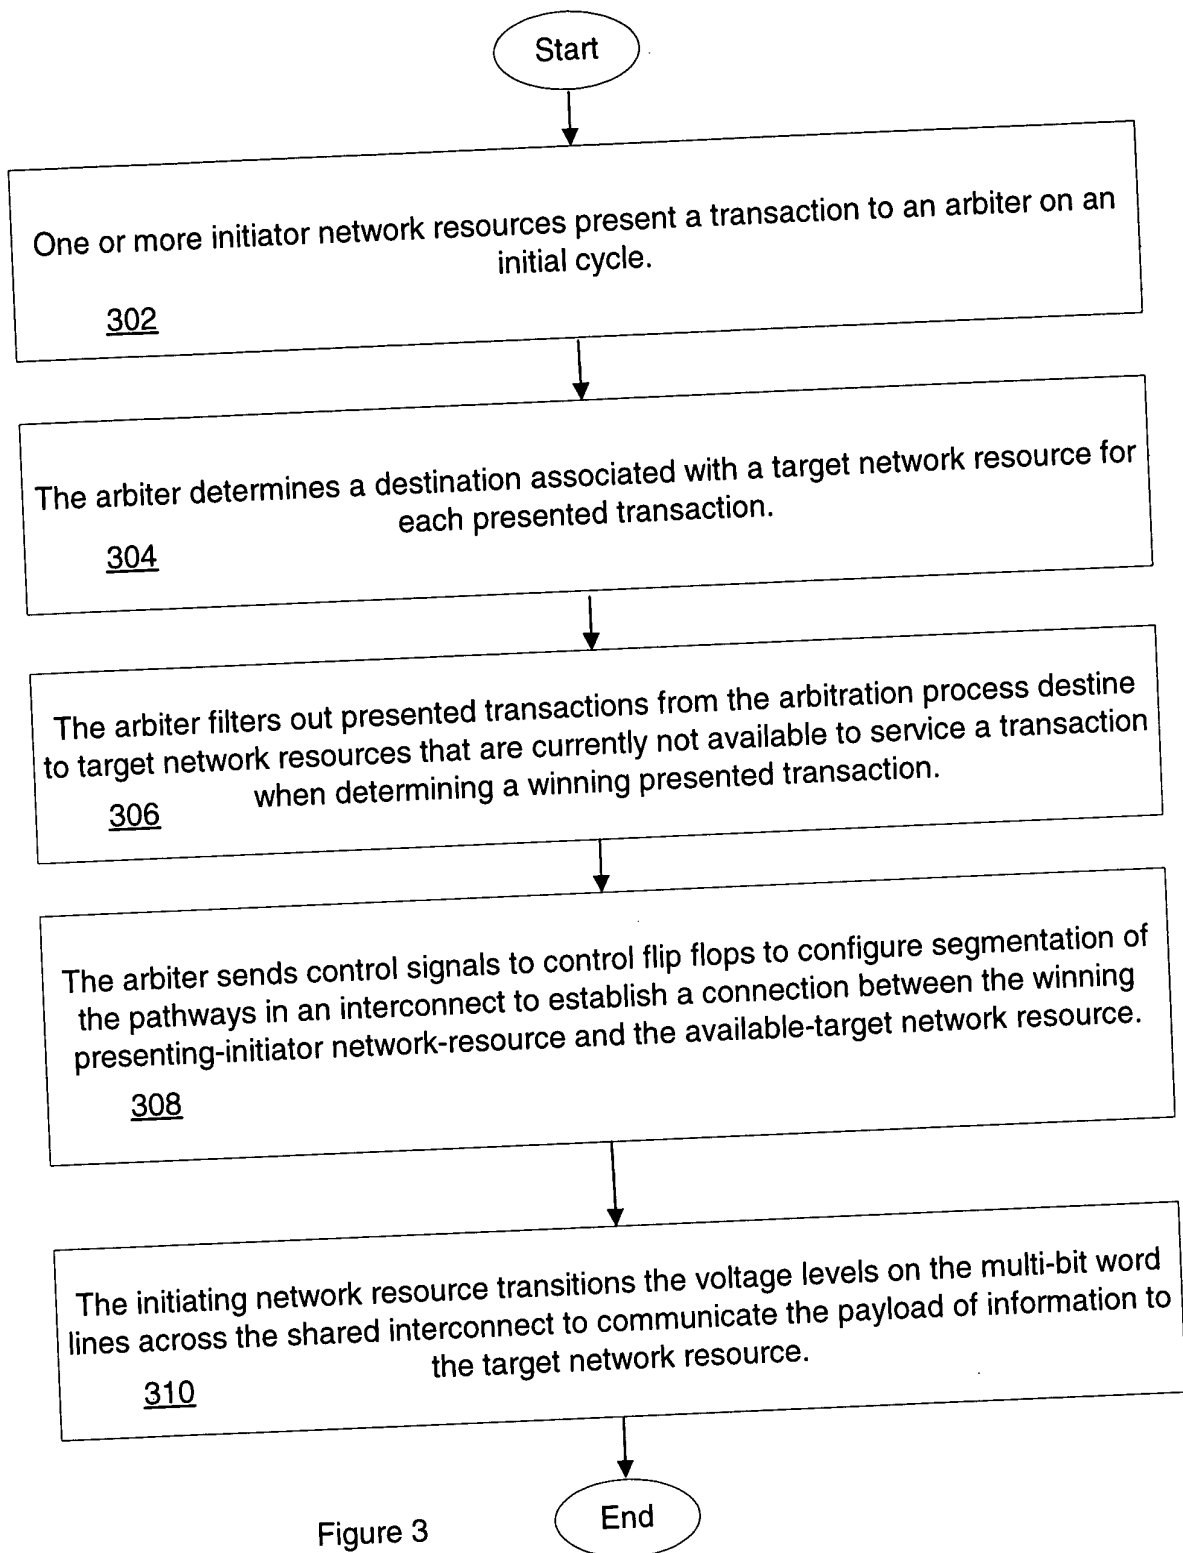 Start
One or more initiator network resources present a transaction to an arbiter on an
initial cycle.
302
The arbiter determines a destination associated with a target network resource for
each presented transaction.
304
The arbiter filters out presented transactions from the arbitration process destine
to target network resources that are currently not available to service a transaction
when determining a winning presented transaction.
306
The arbiter sends control signals to control flip flops to configure segmentation of
the pathways in an interconnect to establish a connection between the winning
presenting-initiator network-resource and the available-target network resource.
308
The initiating network resource transitions the voltage levels on the multi-bit word
lines across the shared interconnect to communicate the payload of information to
the target network resource.
310
End
Figure 3